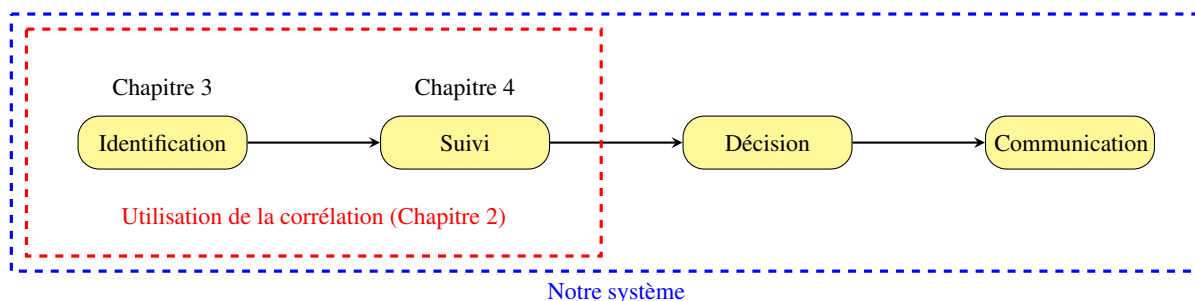 Chapitre 3
Chapitre 4
Identification
Suivi
Décision
Communication
Utilisation de la corrélation (Chapitre 2)
Notre système